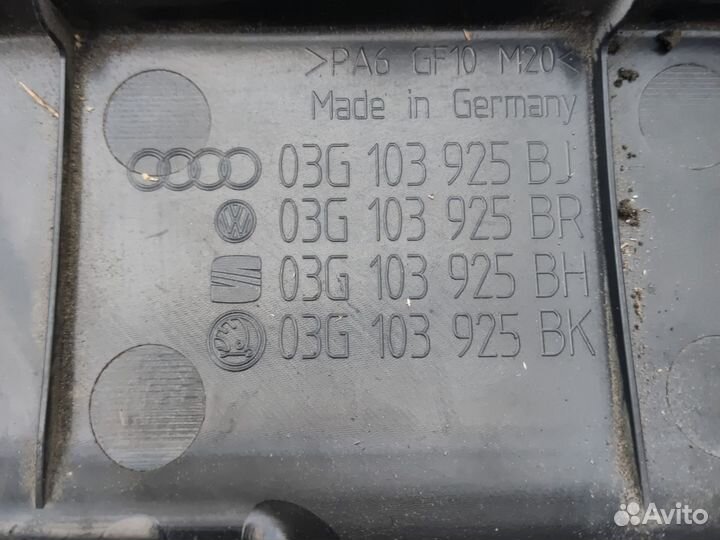 >PA6 GF10 M20<
Made in Germany
03G 103 925 BJ
03G 103 925 BR
03G 103 925 BH
03G 103 925 BK
Avito